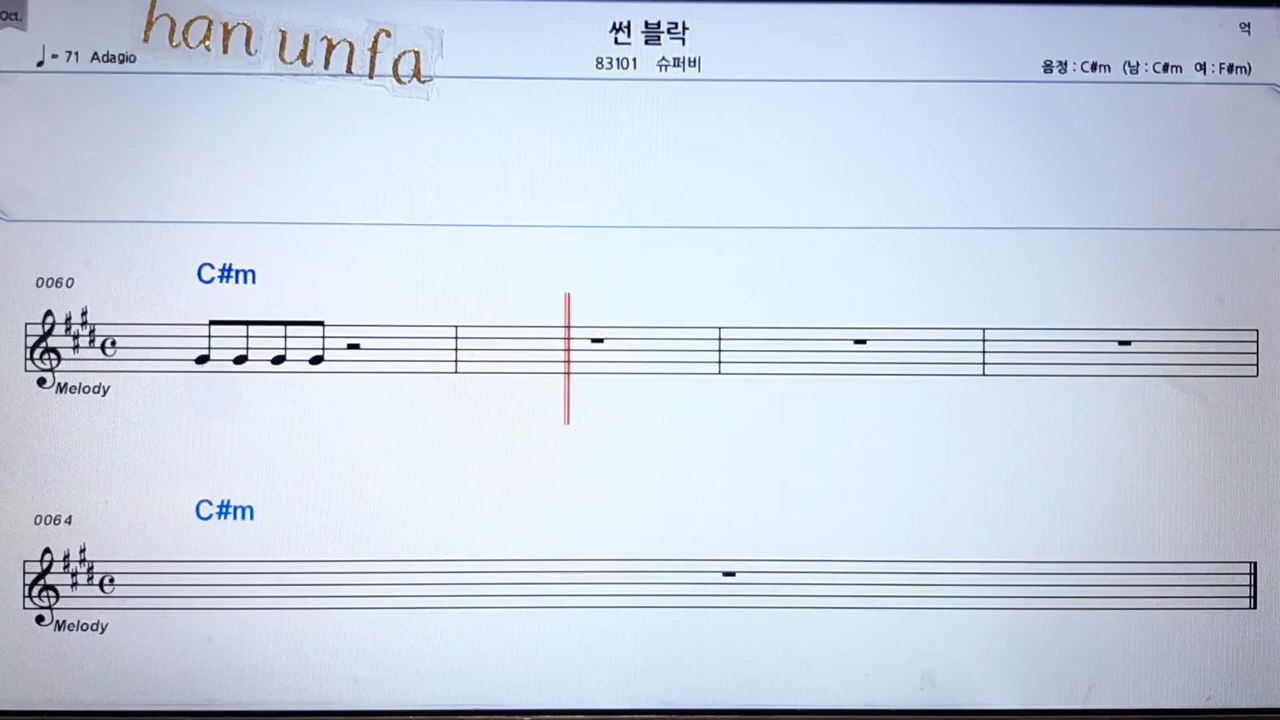 Oct.
han unfa
♩= 71 Adagio
썬 블락
83101 슈퍼비
억
음정 : C#m (남 : C#m 여 : F#m)
0060
C#m
Melody
0064
C#m
Melody